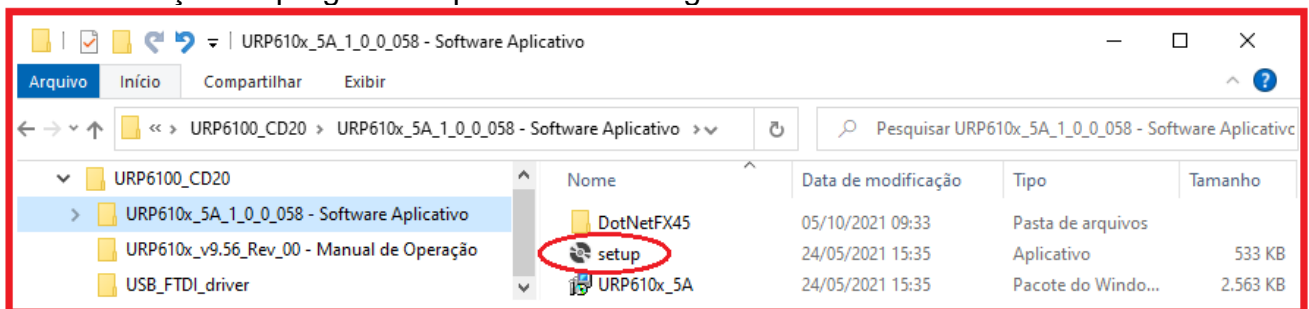 URP610x_5A_1_0_0_058 - Software Aplicativo
Arquivo Início Compartilhar Exibir
« > URP6100_CD20 > URP610x_5A_1_0_0_058 - Software Aplicativo > Pesquisar URP610x_5A_1_0_0_058 - Software Aplicativc
URP6100_CD20 Nome Data de modificação Tipo Tamanho
URP610x_5A_1_0_0_058 - Software Aplicativo DotNetFX45 05/10/2021 09:33 Pasta de arquivos
URP610x_v9.56_Rev_00 - Manual de Operação setup 24/05/2021 15:35 Aplicativo 533 KB
USB_FTDI_driver URP610x_5A 24/05/2021 15:35 Pacote do Windo... 2.563 KB